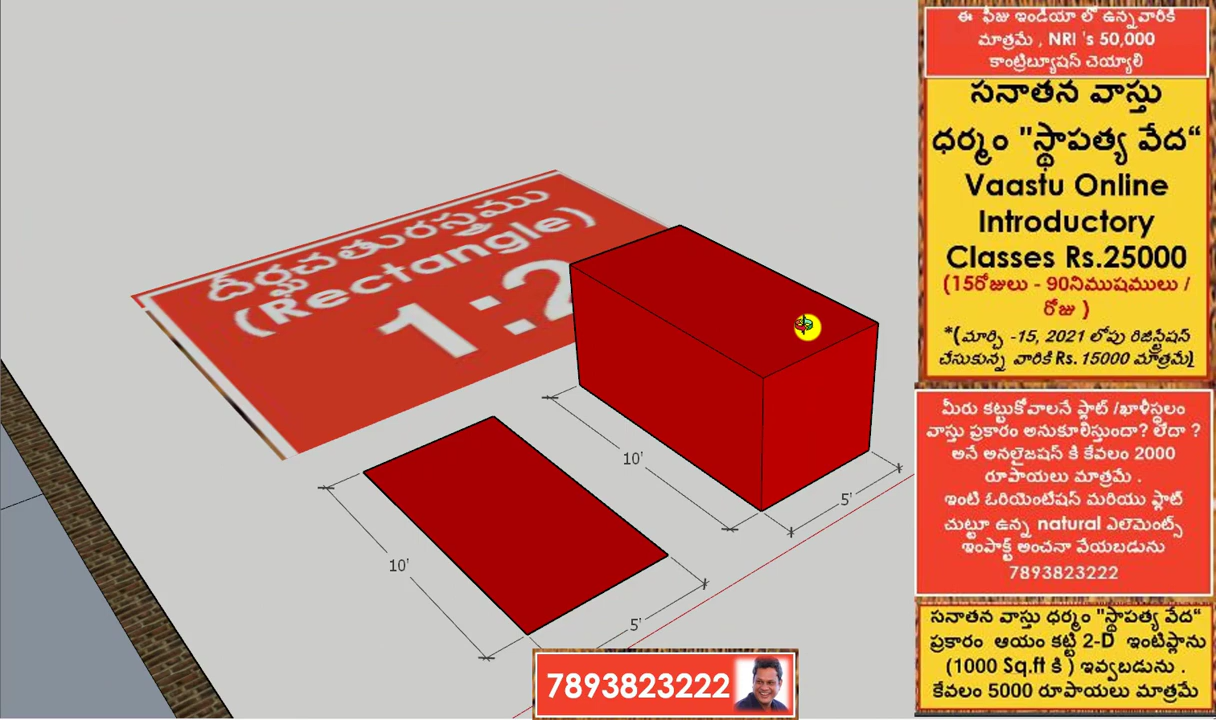 దీర్ఘచతురస్రము
(Rectangle)
1:2
10'
5'
10'
5'
7893823222
ఈ ఫీజు ఇండియా లో ఉన్నవారికి
మాత్రమే , NRI 's 50,000
కాంట్రిబ్యూషన్ చెయ్యాలి
సనాతన వాస్తు
ధర్మం "స్థాపత్య వేద“
Vaastu Online
Introductory
Classes Rs.25000
(15రోజులు - 90నిముషములు /
రోజు )
*(మార్చి -15, 2021 లోపు రిజిస్ట్రేషన్
చేసుకున్న వారికి Rs. 15000 మాత్రమే)
మీరు కట్టుకోవాలనే ప్లాట్ /ఖాళీస్థలం
వాస్తు ప్రకారం అనుకూలిస్తుందా? లేదా ?
అనే అనలైజషన్ కి కేవలం 2000
రూపాయలు మాత్రమే .
ఇంటి ఓరియెంటేషన్ మరియు ప్లాట్
చుట్టూ ఉన్న natural ఎలెమెంట్స్
ఇంపాక్ట్ అంచనా వేయబడును
7893823222
సనాతన వాస్తు ధర్మం "స్థాపత్య వేద“
ప్రకారం ఆయం కట్టి 2-D ఇంటిప్లాను
(1000 Sq.ft కి ) ఇవ్వబడును .
కేవలం 5000 రూపాయలు మాత్రమే